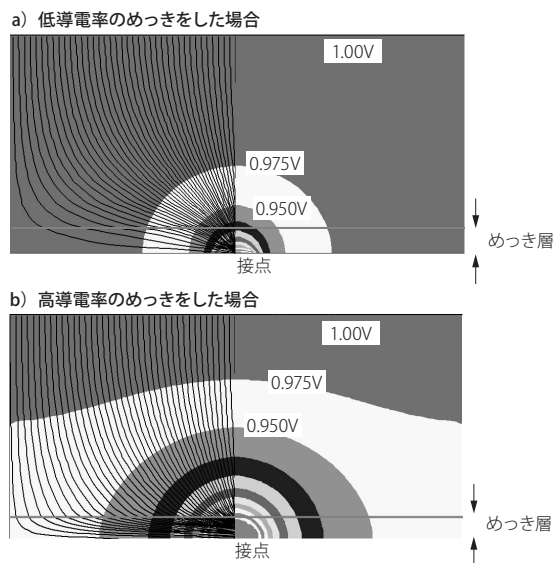 a）低導電率のめっきをした場合
1.00V
0.975V
0.950V
めっき層
接点
b）高導電率のめっきをした場合
1.00V
0.975V
0.950V
めっき層
接点